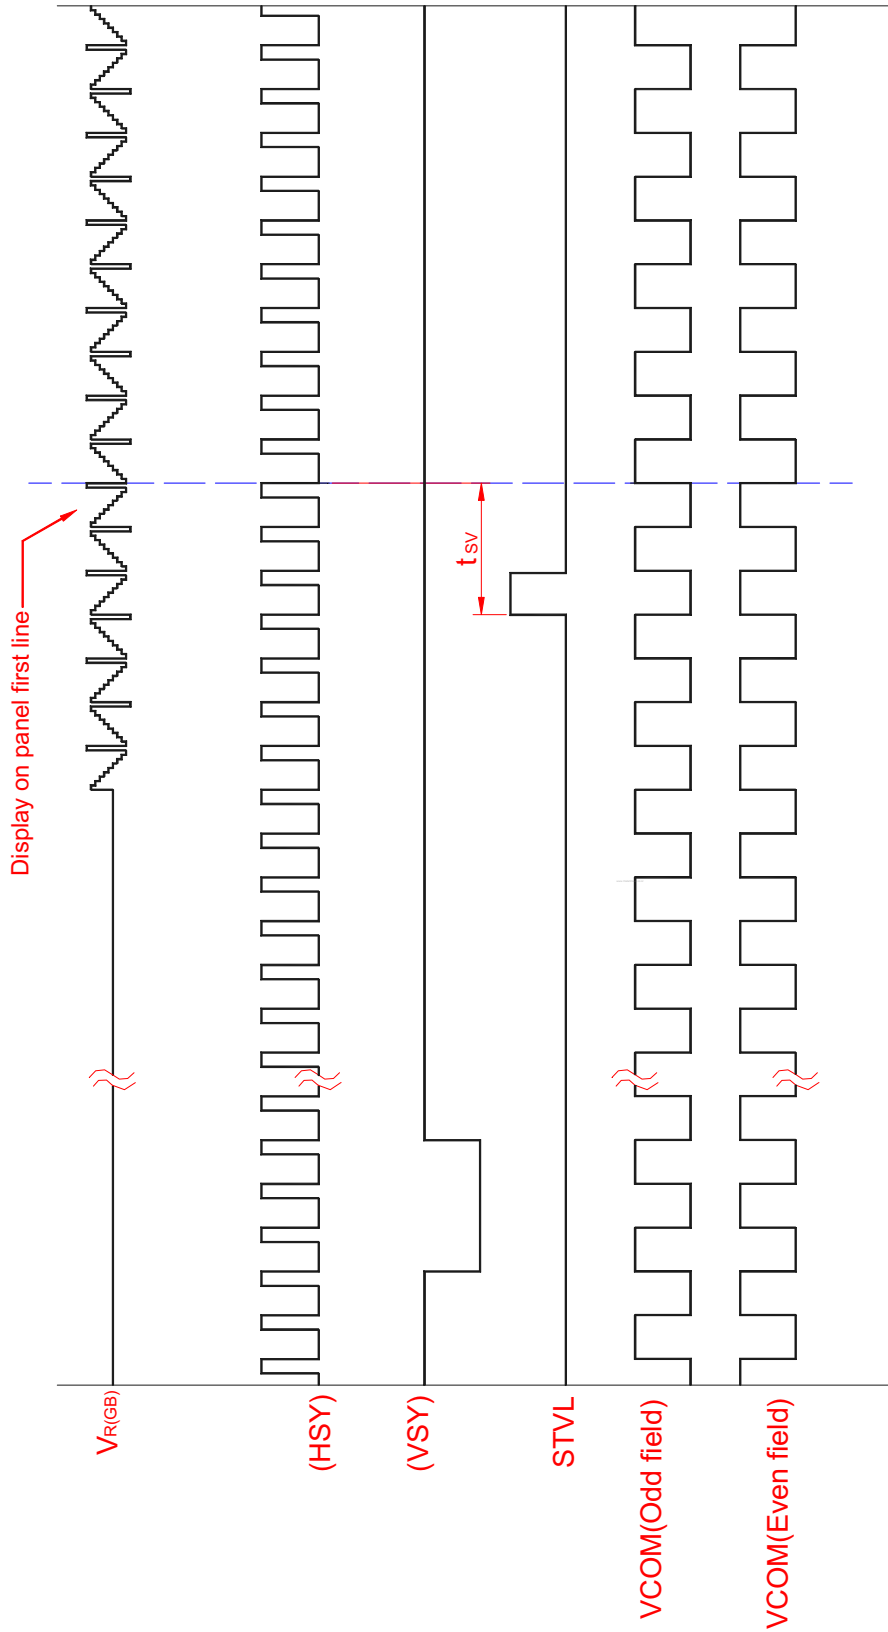 Display on panel first line
tSV
VR(GB)
(HSY)
(VSY)
STVL
VCOM(Odd field)
VCOM(Even field)